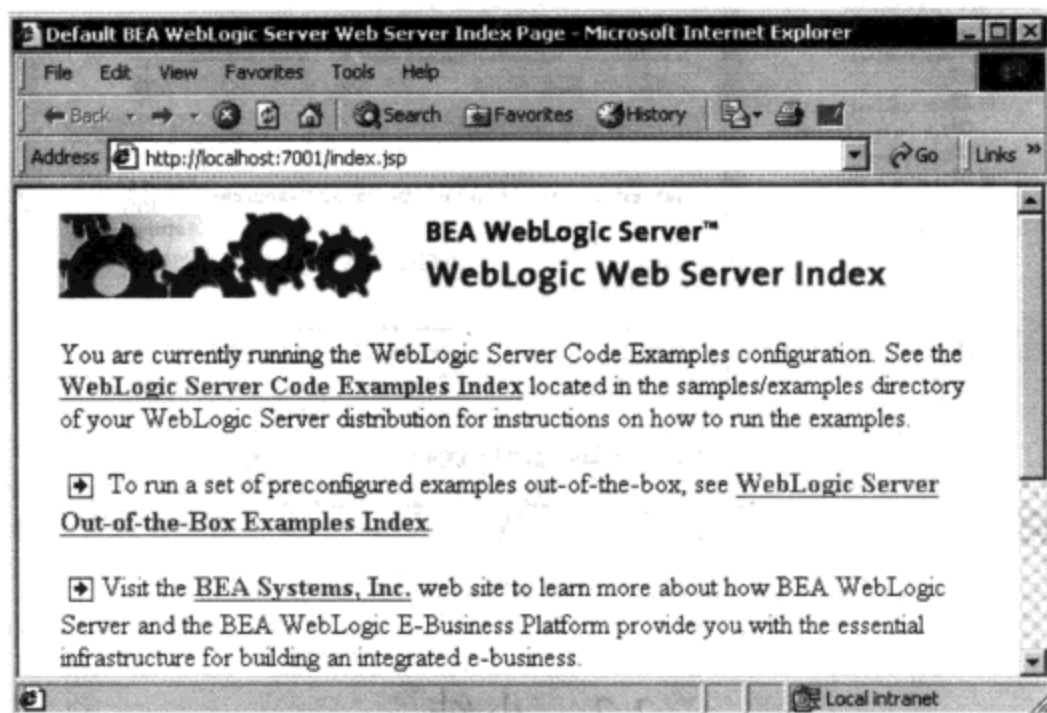 Default BEA WebLogic Server Web Server Index Page - Microsoft Internet Explorer
File Edit View Favorites Tools Help
Back Search Favorites History
Address http://localhost:7001/index.jsp Go Links »
BEA WebLogic Server™
WebLogic Web Server Index
You are currently running the WebLogic Server Code Examples configuration. See the
WebLogic Server Code Examples Index located in the samples/examples directory
of your WebLogic Server distribution for instructions on how to run the examples.
To run a set of preconfigured examples out-of-the-box, see WebLogic Server
Out-of-the-Box Examples Index.
Visit the BEA Systems, Inc. web site to learn more about how BEA WebLogic
Server and the BEA WebLogic E-Business Platform provide you with the essential
infrastructure for building an integrated e-business.
Local intranet